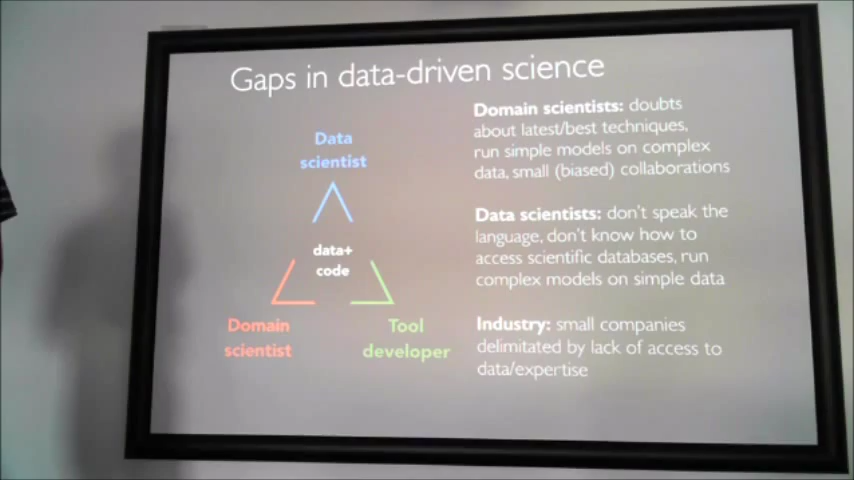 Gaps in data-driven science
Data
scientist
data+
code
Domain
scientist
Tool
developer
Domain scientists: doubts
about latest/best techniques,
run simple models on complex
data, small (biased) collaborations
Data scientists: don't speak the
language, don't know how to
access scientific databases, run
complex models on simple data
Industry: small companies
delimitated by lack of access to
data/expertise